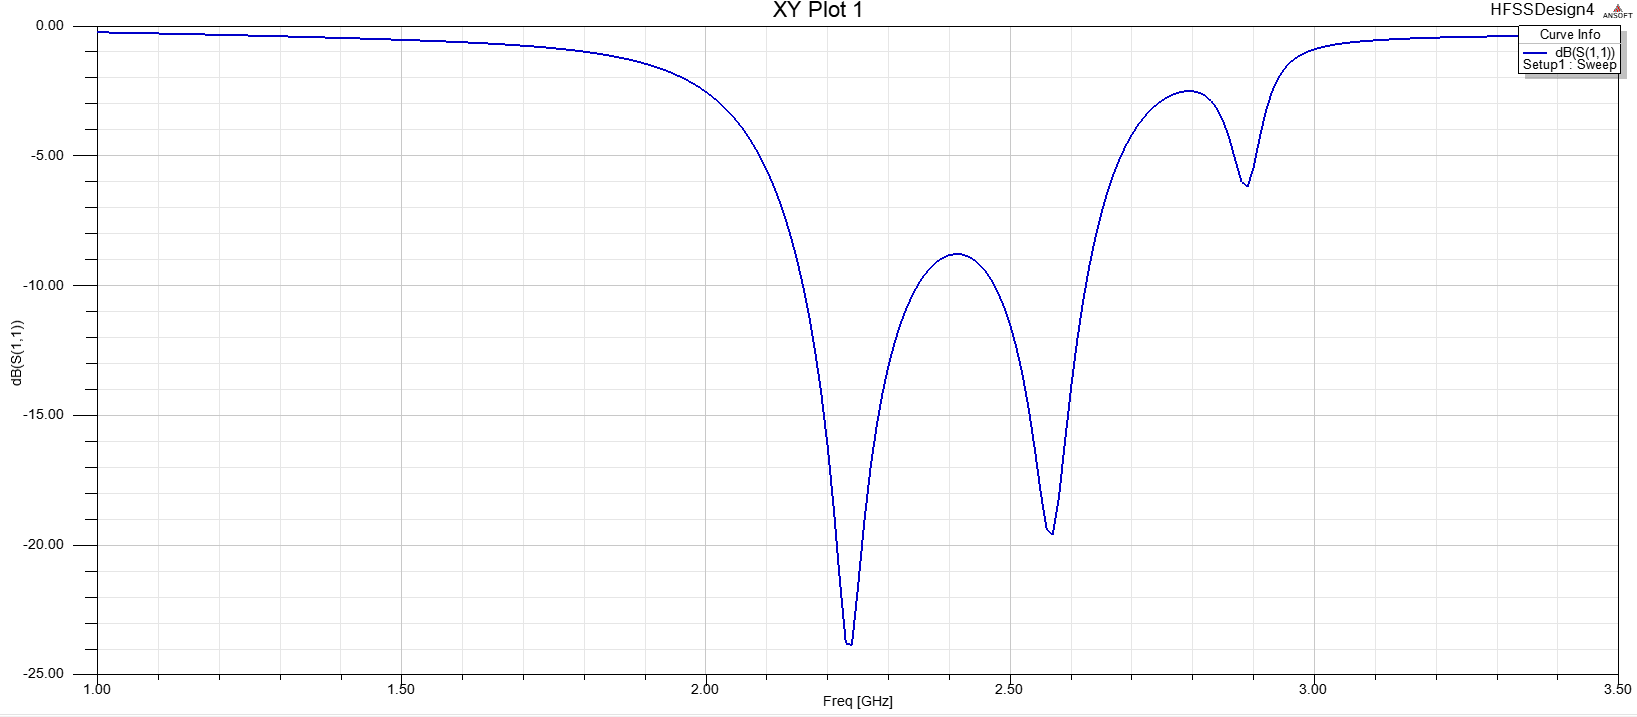 XY Plot 1
HFSSDesign4
ANSOFT
Curve Info
dB(S(1,1))
Setup1 : Sweep
0.00
-5.00
-10.00
-15.00
-20.00
-25.00
dB(S(1,1))
1.00
1.50
2.00
2.50
3.00
3.50
Freq [GHz]